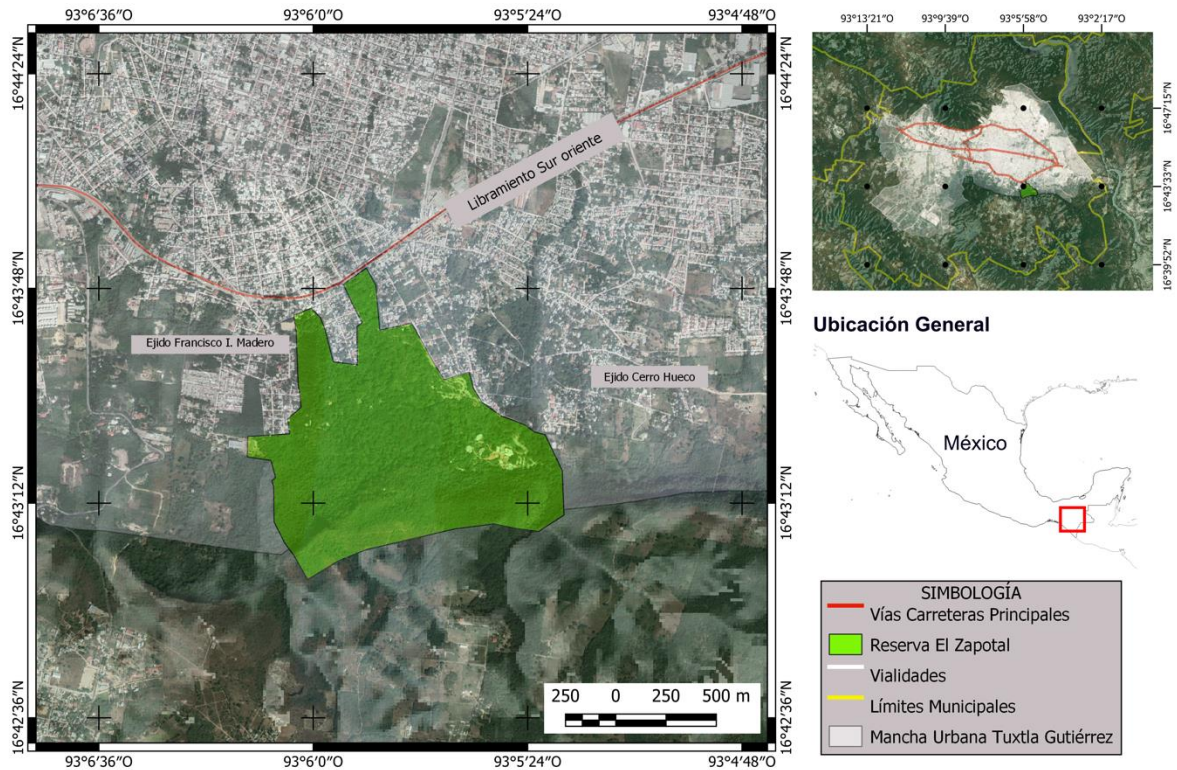 93°6'36"O 93°6'0"O 93°5'24"O 93°4'48"O
16°44'24"N 16°44'24"N
Libramiento Sur oriente
16°43'48"N 16°43'48"N
Ejido Francisco I. Madero
Ejido Cerro Hueco
16°43'12"N 16°43'12"N
250 0 250 500 m
16°42'36"N 16°42'36"N
93°6'36"O 93°6'0"O 93°5'24"O 93°4'48"O
93°13'21"O 93°9'39"O 93°5'58"O 93°2'17"O
16°47'15"N
16°43'33"N
16°39'52"N
Ubicación General
México
SIMBOLOGÍA
Vías Carreteras Principales
Reserva El Zapotal
Vialidades
Límites Municipales
Mancha Urbana Tuxtla Gutiérrez